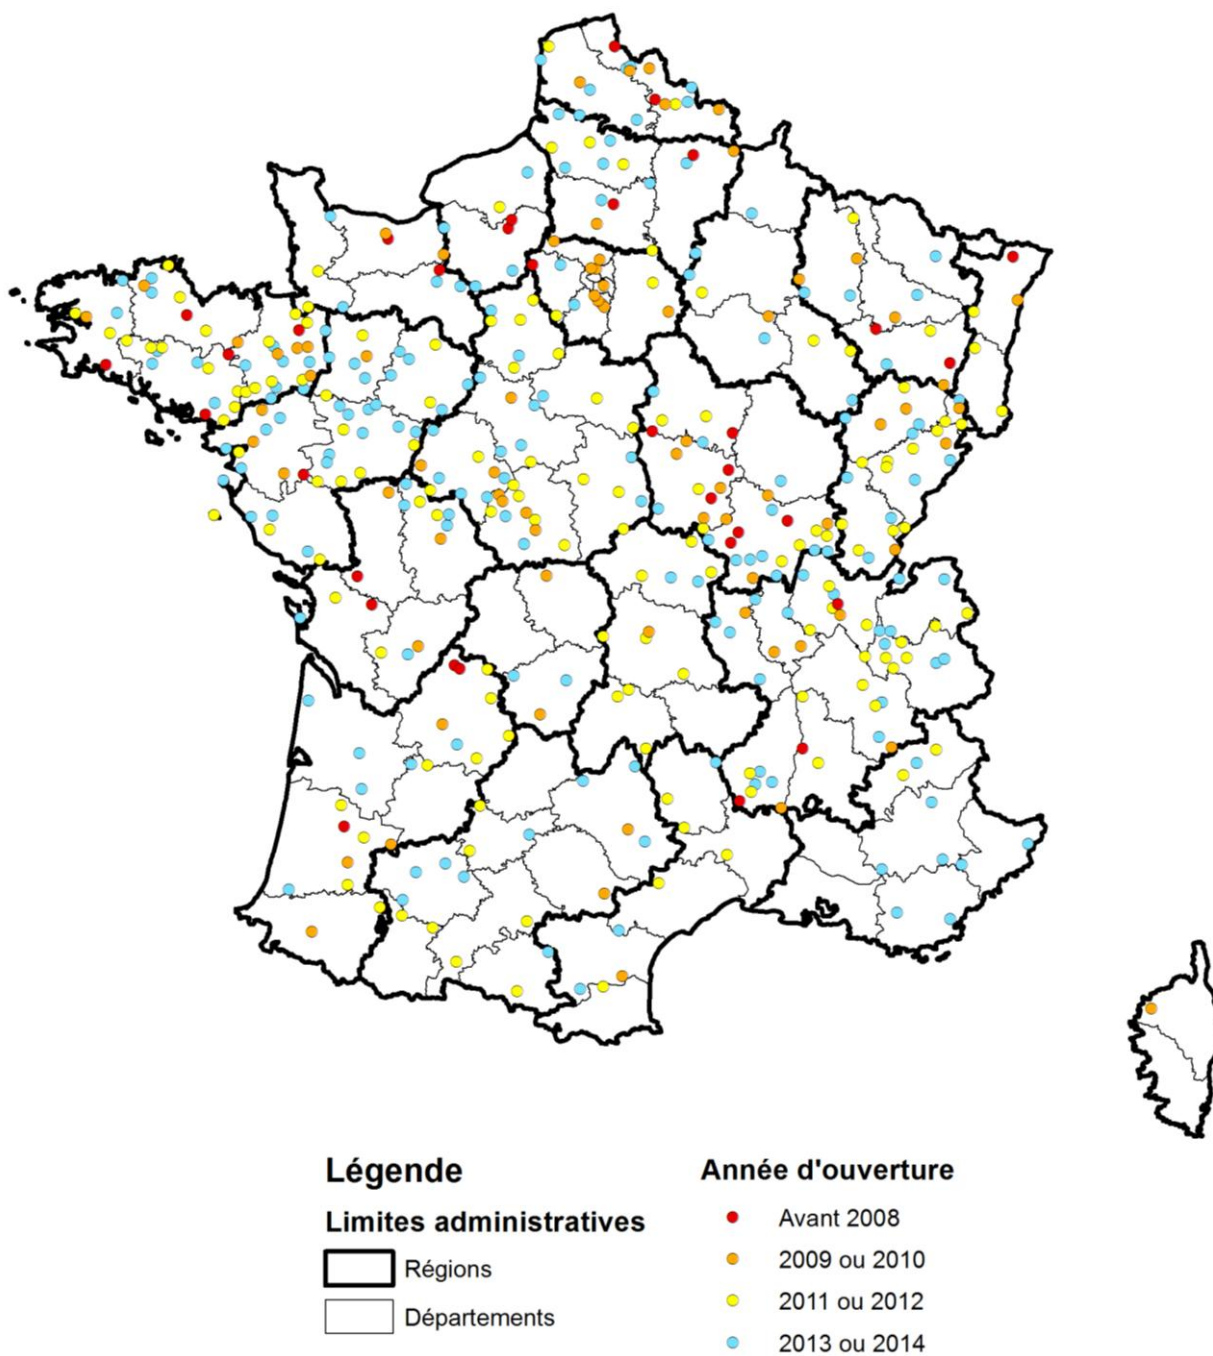 Légende
Limites administratives
Régions
Départements
Année d'ouverture
Avant 2008
2009 ou 2010
2011 ou 2012
2013 ou 2014